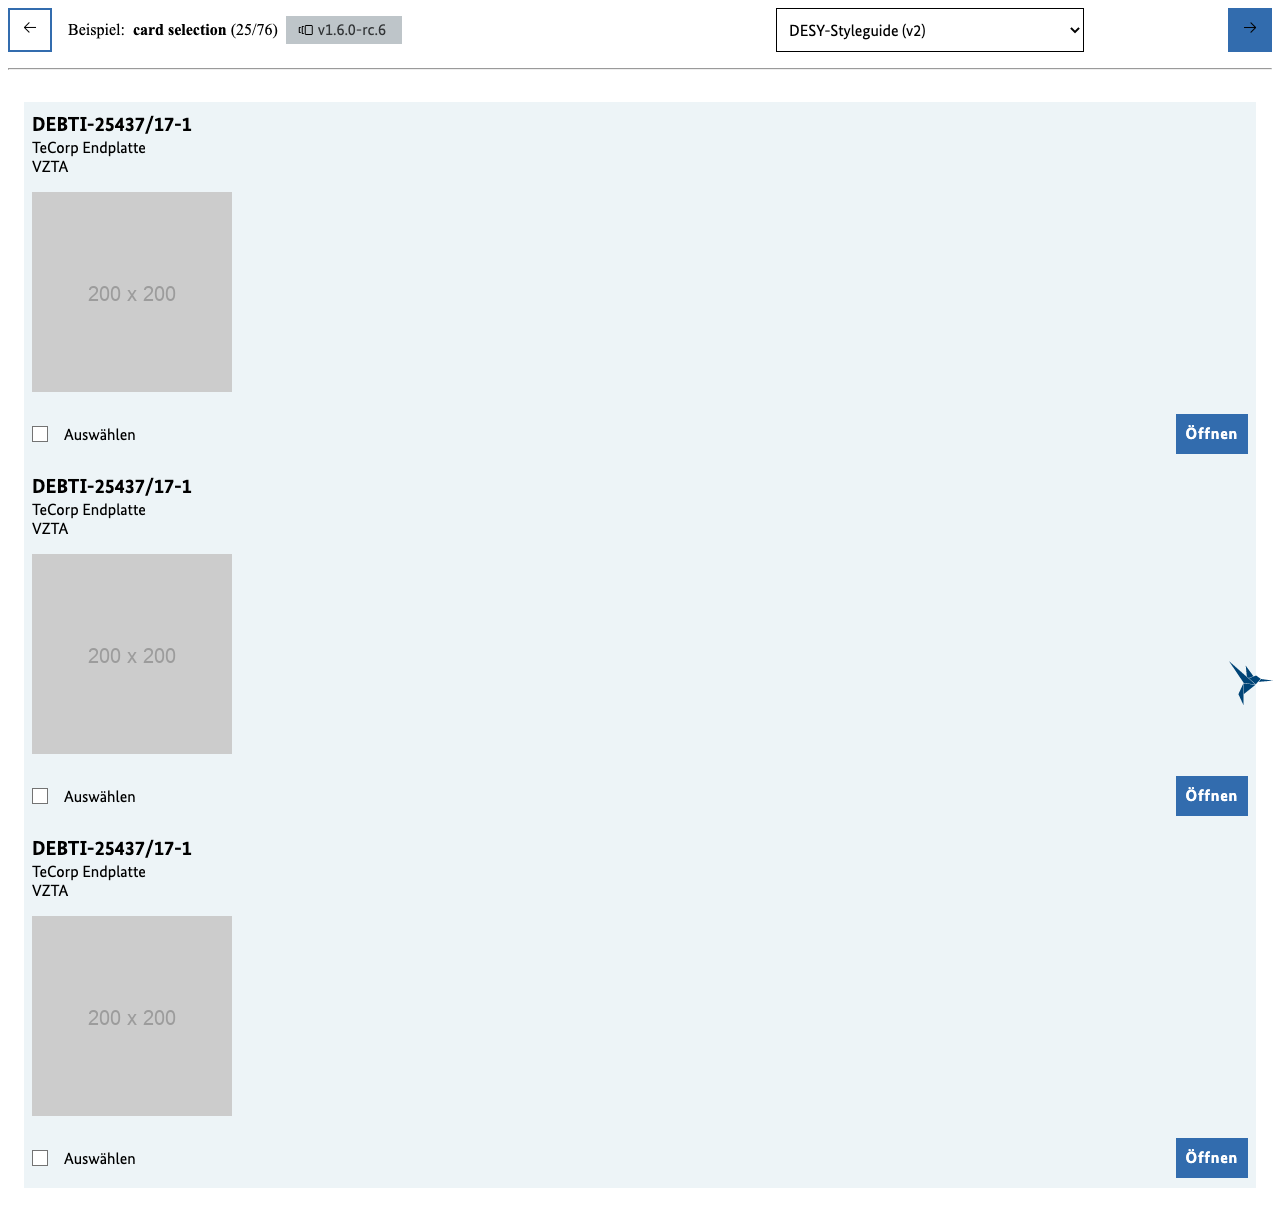 Beispiel: card selection (25/76) v1.6.0-rc.6 DESY-Styleguide (v2)
DEBTI-25437/17-1
TeCorp Endplatte
VZTA
200 x 200
Auswählen Öffnen
DEBTI-25437/17-1
TeCorp Endplatte
VZTA
200 x 200
Auswählen Öffnen
DEBTI-25437/17-1
TeCorp Endplatte
VZTA
200 x 200
Auswählen Öffnen